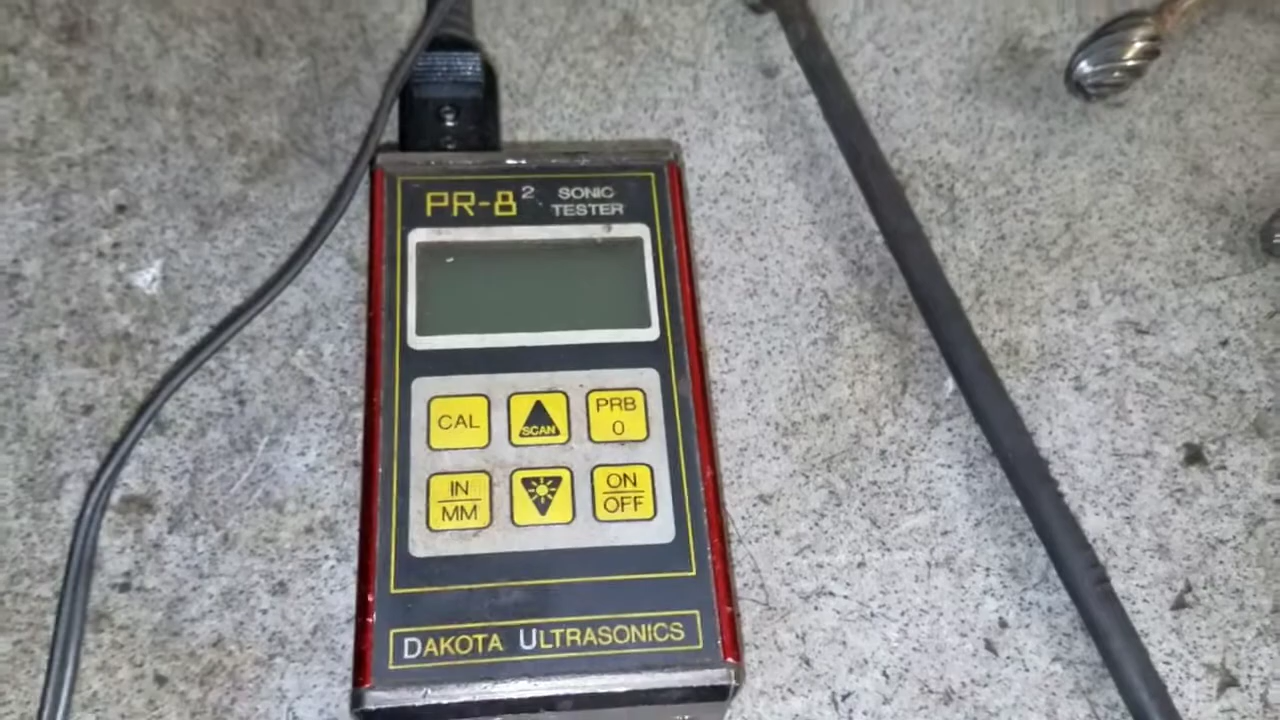 PR-8² SONIC
TESTER
CAL SCAN PRB
0
IN
MM
ON
OFF
DAKOTA ULTRASONICS